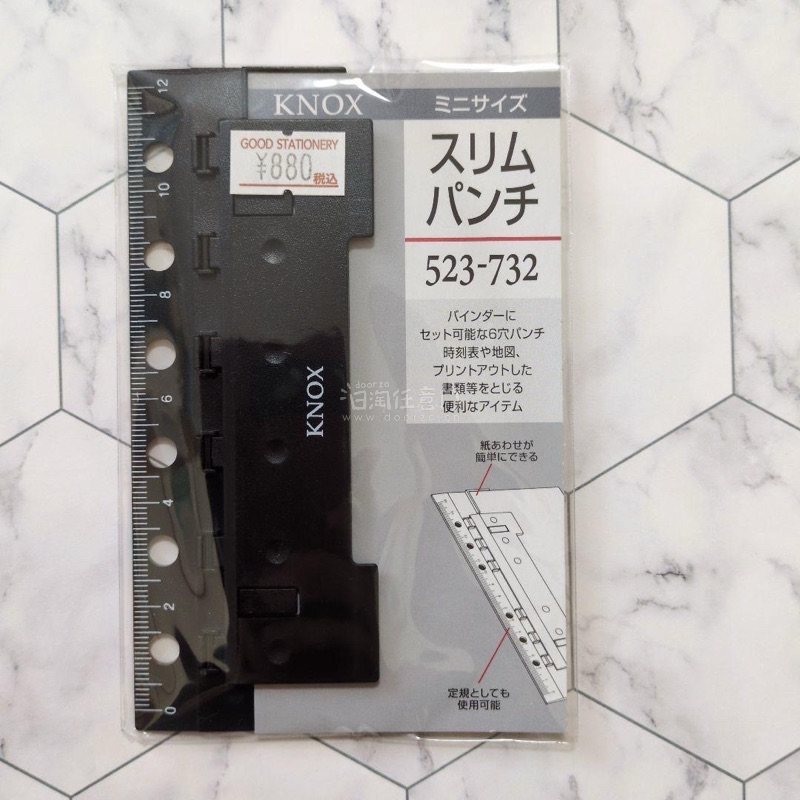 KNOX
ミニサイズ
スリム
パンチ
523-732
バインダーに
セット可能な6穴パンチ
時刻表や地図、
プリントアウトした
書類等をとじる
便利なアイテム
紙あわせが
簡単にできる
定規としても
使用可能
GOOD STATIONERY
¥880
税込
KNOX
12
10
8
6
4
2
0
doorzo